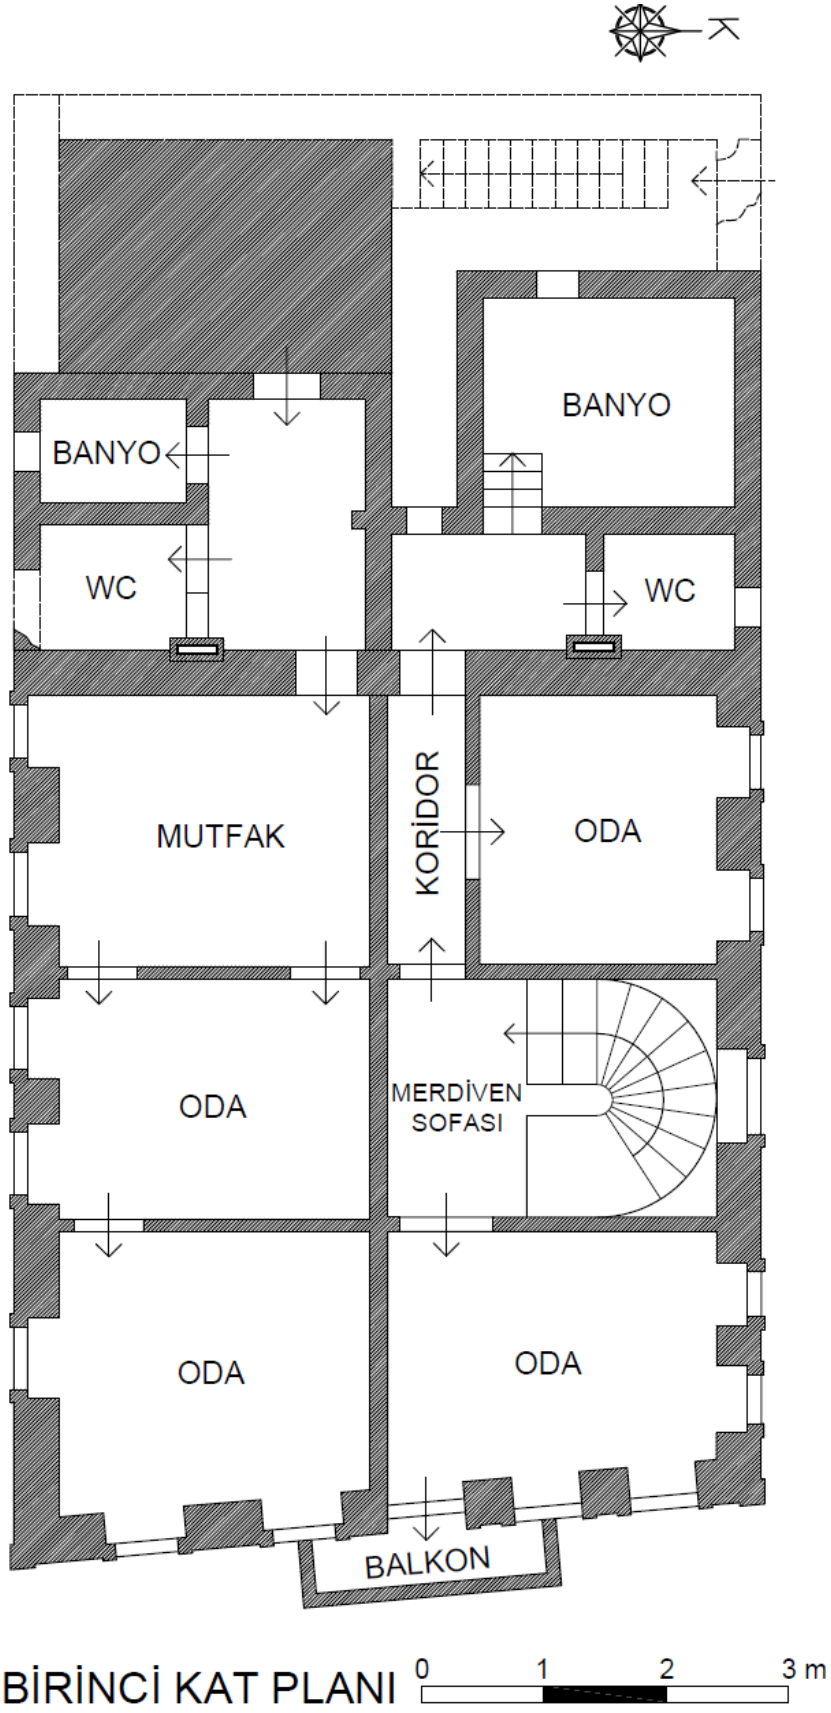 K
BANYO
BANYO
WC
WC
MUTFAK
KORİDOR
ODA
ODA
MERDİVEN
SOFASI
ODA
ODA
BALKON
BİRİNCİ KAT PLANI
0 1 2 3 m